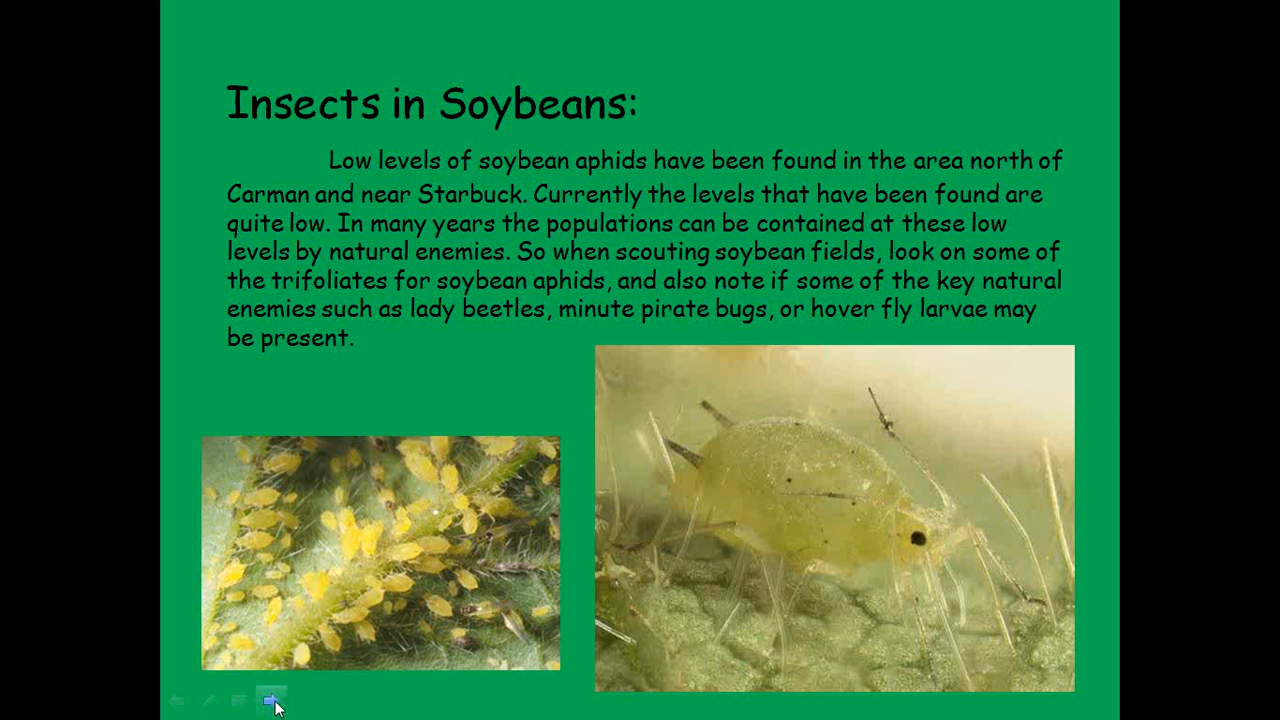 Insects in Soybeans:
Low levels of soybean aphids have been found in the area north of
Carman and near Starbuck. Currently the levels that have been found are
quite low. In many years the populations can be contained at these low
levels by natural enemies. So when scouting soybean fields, look on some of
the trifoliates for soybean aphids, and also note if some of the key natural
enemies such as lady beetles, minute pirate bugs, or hover fly larvae may
be present.